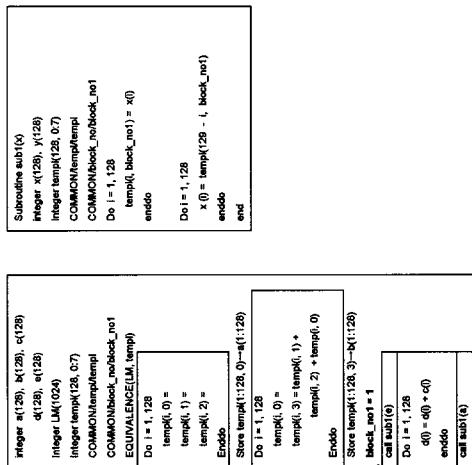 Subroutine sub1(x)
integer x(128), y(128)
Integer templ(128, 0:7)
COMMON/templ/templ
COMMON/block_no/block_no1
Do i = 1, 128
templ(i, block_no1) = x(i)
enddo
Do i = 1, 128
x (i) = templ(129 - i, block_no1)
enddo
end
integer a(128), b(128), c(128)
d(128), e(128)
Integer LM(1024)
Integer templ(128, 0:7)
COMMON/templ/templ
COMMON/block_no/block_no1
EQUIVALENCE(LM, templ)
Do i = 1, 128
templ(i, 0) =
templ(i, 1) =
templ(i, 2) =
Enddo
Store templ(1:128, 0)→a(1:128)
Do i = 1, 128
templ(i, 0) =
templ(i, 3) = templ(i, 1) +
templ(i, 2) + templ(i, 0)
Enddo
Store templ(1:128, 3)→b(1:128)
block_no1 = 1
call sub1(e)
Do i = 1, 128
d(i) = d(i) + c(i)
enddo
call sub1(a)